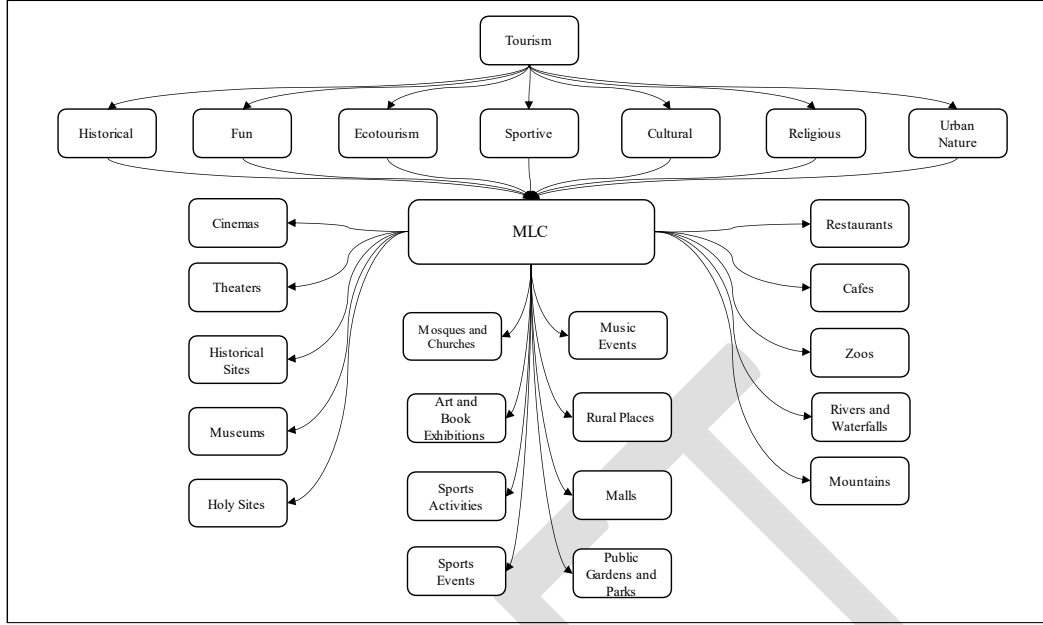 Tourism
Historical
Fun
Ecotourism
Sportive
Cultural
Religious
Urban
Nature
MLC
Cinemas
Theaters
Historical
Sites
Museums
Holy Sites
Mosques and
Churches
Art and
Book
Exhibitions
Sports
Activities
Sports
Events
Music
Events
Rural Places
Malls
Public
Gardens and
Parks
Restaurants
Cafes
Zoos
Rivers and
Waterfalls
Mountains